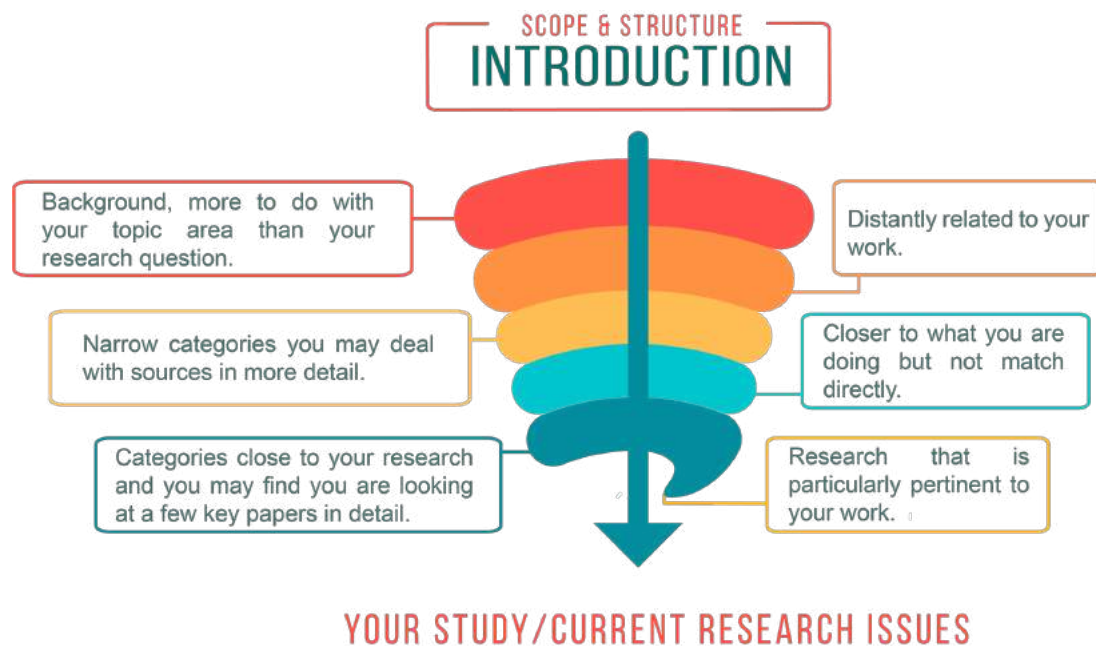 SCOPE & STRUCTURE
INTRODUCTION
Background, more to do with
your topic area than your
research question.
Distantly related to your
work.
Narrow categories you may deal
with sources in more detail.
Closer to what you are
doing but not match
directly.
Categories close to your research
and you may find you are looking
at a few key papers in detail.
Research that is
particularly pertinent to
your work.
YOUR STUDY/CURRENT RESEARCH ISSUES